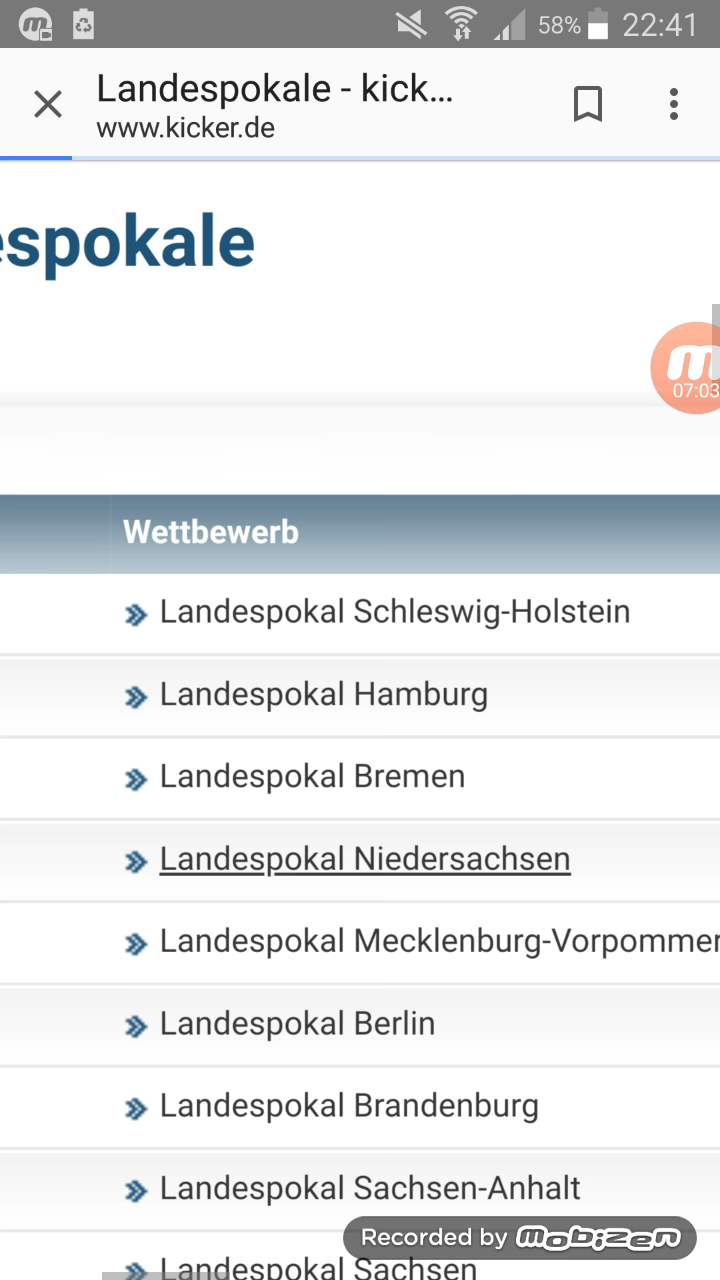 58% 22:41
Landespokale - kick...
www.kicker.de
espokale
07:03
Wettbewerb
Landespokal Schleswig-Holstein
Landespokal Hamburg
Landespokal Bremen
Landespokal Niedersachsen
Landespokal Mecklenburg-Vorpommer
Landespokal Berlin
Landespokal Brandenburg
Landespokal Sachsen-Anhalt
Recorded by mobizen
Landespokal Sachsen